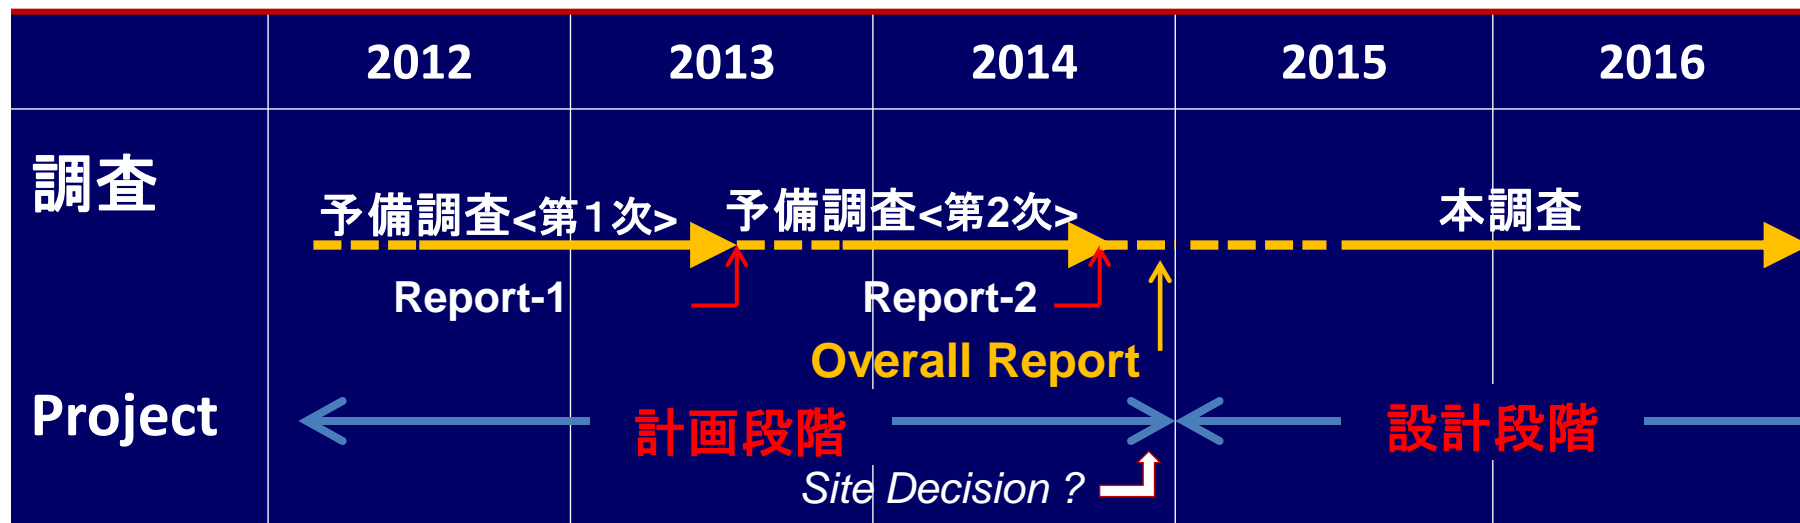 2012 2013 2014 2015 2016
調査
予備調査<第1次> 予備調査<第2次> 本調査
Report-1 Report-2
Overall Report
Project 計画段階 設計段階
Site Decision ?